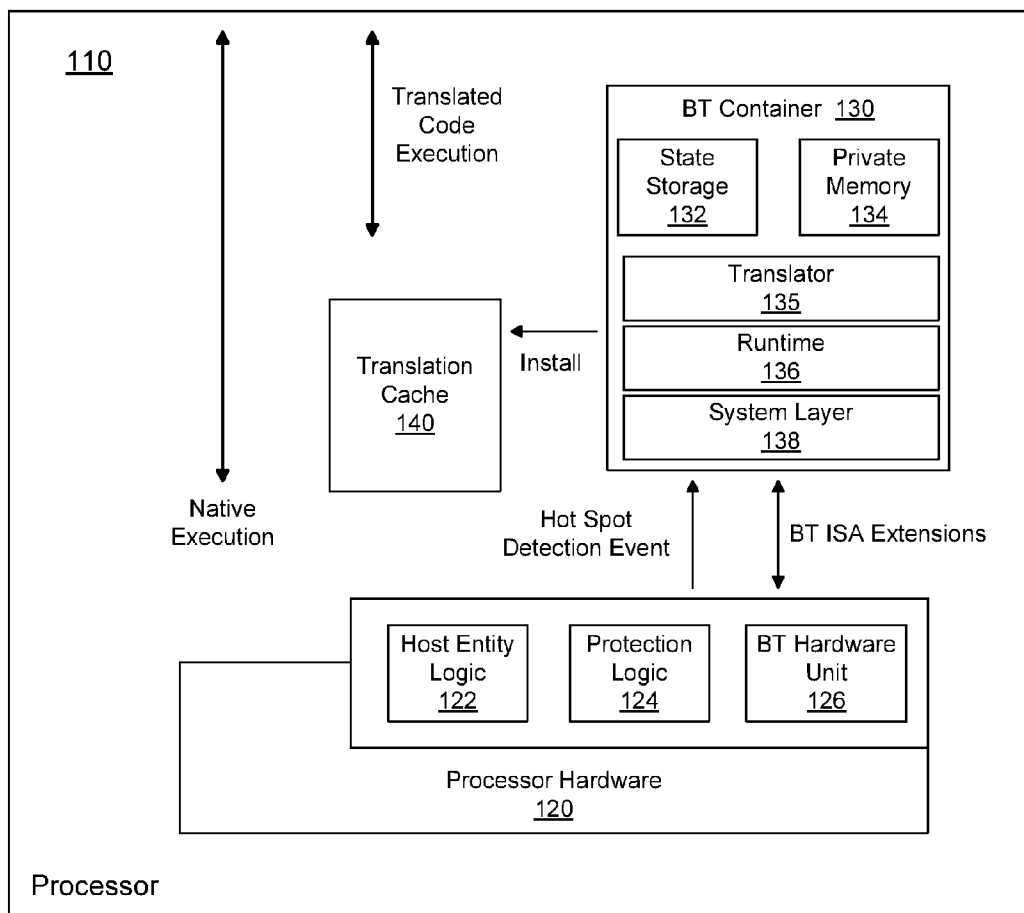 110
Translated
Code
Execution
BT Container 130
State
Storage
132
Private
Memory
134
Translator
135
Runtime
136
System Layer
138
Install
Translation
Cache
140
Native
Execution
Hot Spot
Detection Event
BT ISA Extensions
Host Entity
Logic
122
Protection
Logic
124
BT Hardware
Unit
126
Processor Hardware
120
Processor